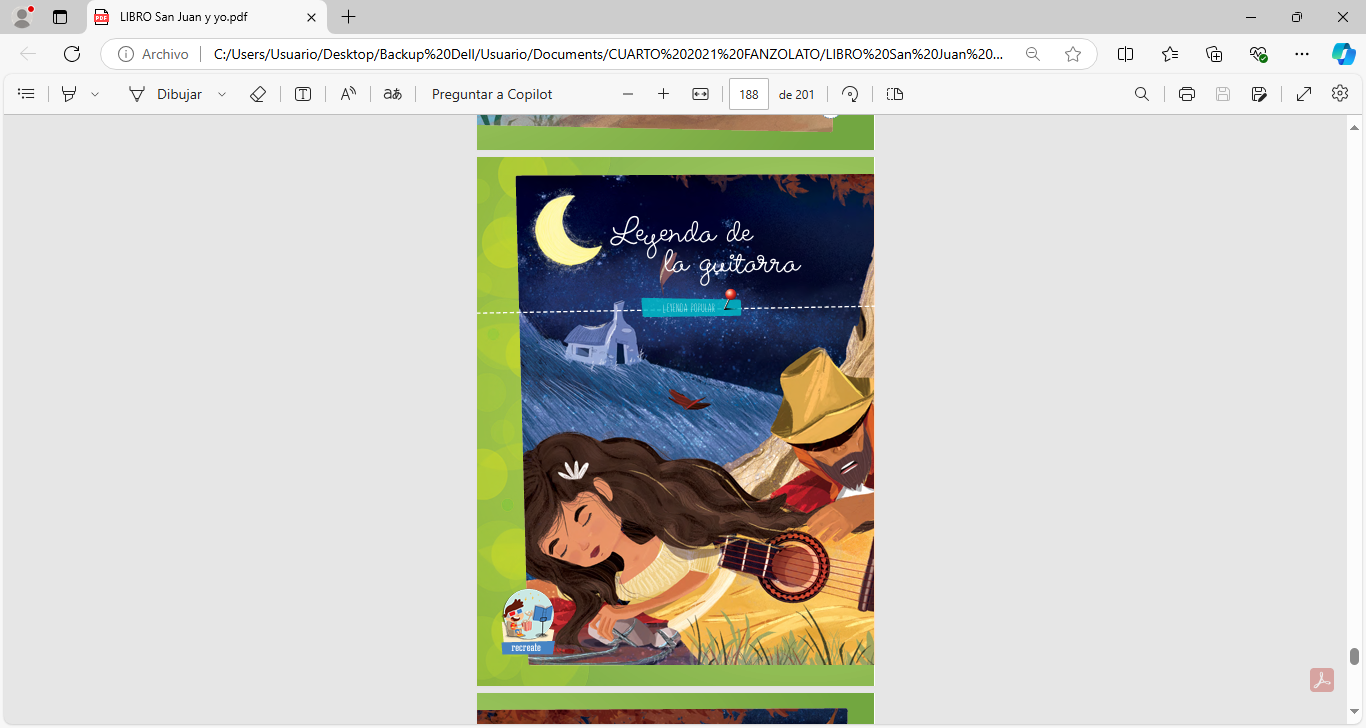 LIBRO San Juan y yo.pdf
Archivo
C:/Users/Usuario/Desktop/Backup%20Dell/Usuario/Documents/CUARTO%202021%20FANZOLATO/LIBRO%20San%20Juan%20...
Dibujar
Preguntar a Copilot
188
de 201
Leyenda de
la guitarra
LEYENDA POPULAR
recreate